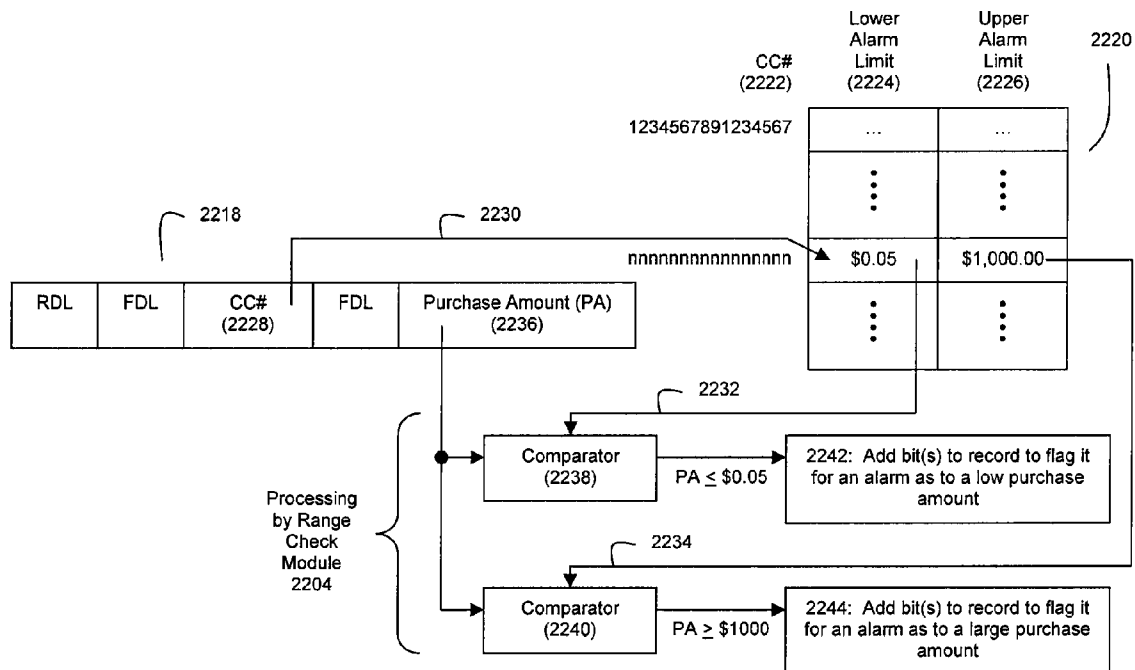 Lower
Alarm
Limit
(2224)
Upper
Alarm
Limit
(2226)
2220
CC#
(2222)
1234567891234567
...
...
2218
2230
nnnnnnnnnnnnnnnn
$0.05
$1,000.00
RDL
FDL
CC#
(2228)
FDL
Purchase Amount (PA)
(2236)
2232
Comparator
(2238)
PA ≤ $0.05
2242: Add bit(s) to record to flag it
for an alarm as to a low purchase
amount
Processing
by Range
Check
Module
2204
2234
Comparator
(2240)
PA ≥ $1000
2244: Add bit(s) to record to flag it
for an alarm as to a large purchase
amount